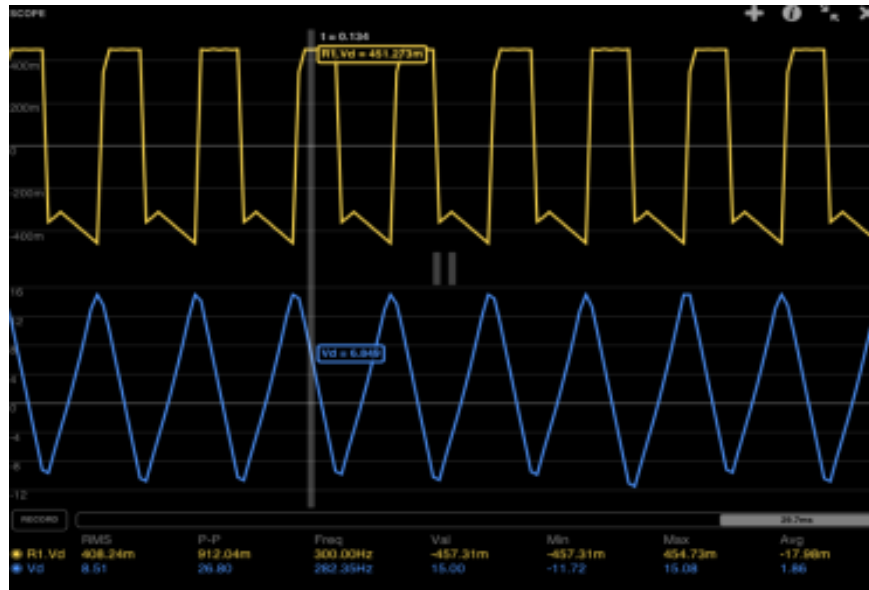 SCOPE
t = 0.134
R1.Vd = 451.273m
400m
200m
0
-200m
-400m
16
12
8
Vd = 6.849
4
0
-4
-8
-12
RECORD
29.7ms
RMS P-P Freq Val Min Max Avg
R1.Vd 408.24m 912.04m 300.00Hz -457.31m -457.31m 454.73m -17.98m
Vd 8.51 26.80 282.35Hz 15.00 -11.72 15.08 1.86